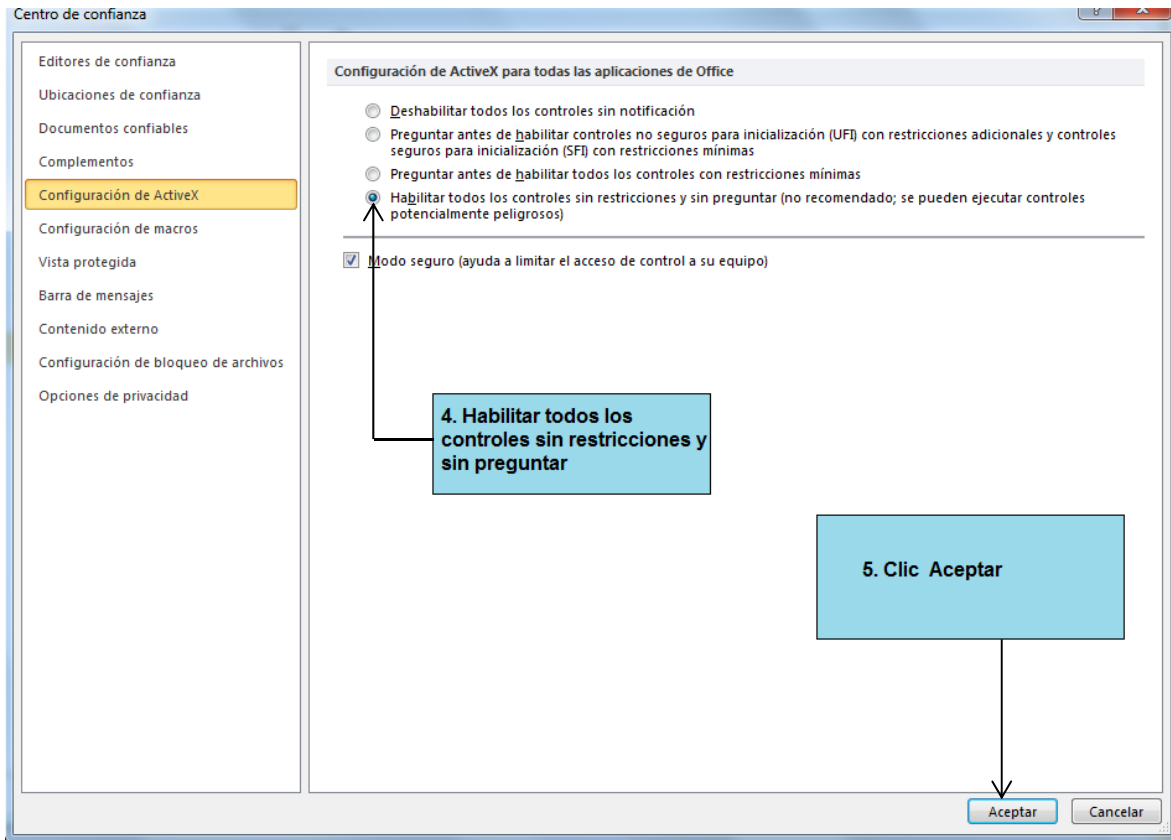 Centro de confianza
Editores de confianza
Ubicaciones de confianza
Documentos confiables
Complementos
Configuración de ActiveX
Configuración de macros
Vista protegida
Barra de mensajes
Contenido externo
Configuración de bloqueo de archivos
Opciones de privacidad
Configuración de ActiveX para todas las aplicaciones de Office
Deshabilitar todos los controles sin notificación
Preguntar antes de habilitar controles no seguros para inicialización (UFI) con restricciones adicionales y controles
seguros para inicialización (SFI) con restricciones mínimas
Preguntar antes de habilitar todos los controles con restricciones mínimas
Habilitar todos los controles sin restricciones y sin preguntar (no recomendado; se pueden ejecutar controles
potencialmente peligrosos)
Modo seguro (ayuda a limitar el acceso de control a su equipo)
4. Habilitar todos los
controles sin restricciones y
sin preguntar
5. Clic Aceptar
Aceptar
Cancelar